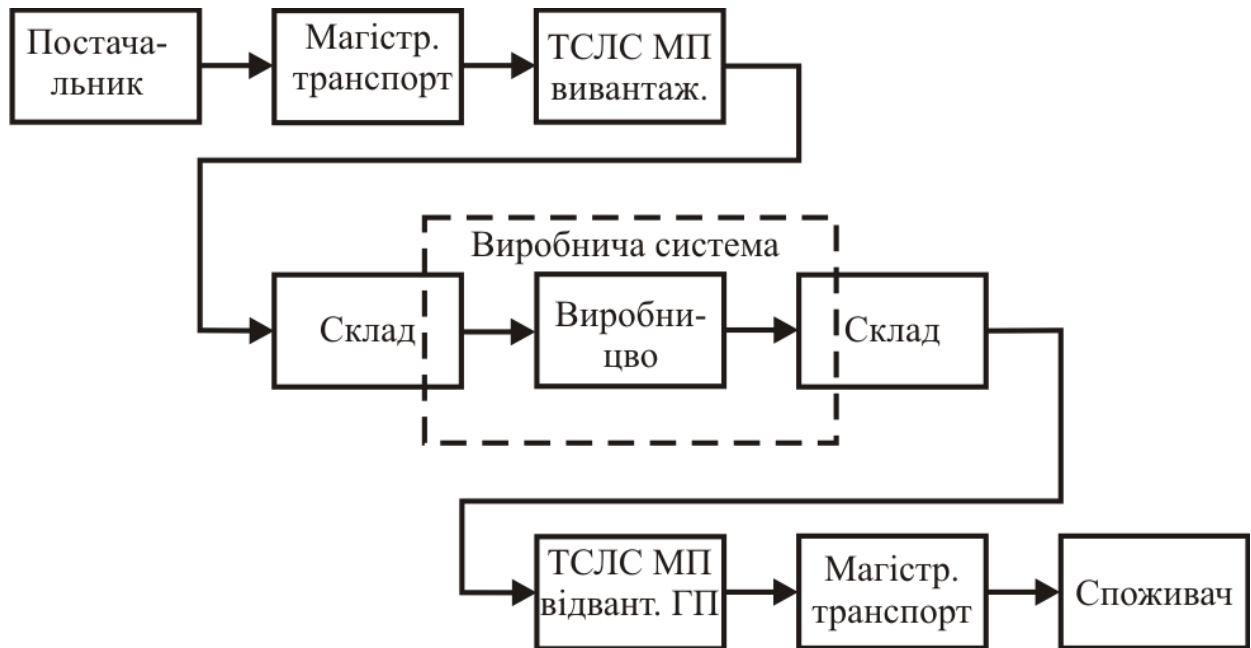 Постача-
льник
Магістр.
транспорт
ТСЛС МП
вивантаж.
Виробнича система
Склад
Виробни-
цво
Склад
ТСЛС МП
відвант. ГП
Магістр.
транспорт
Споживач